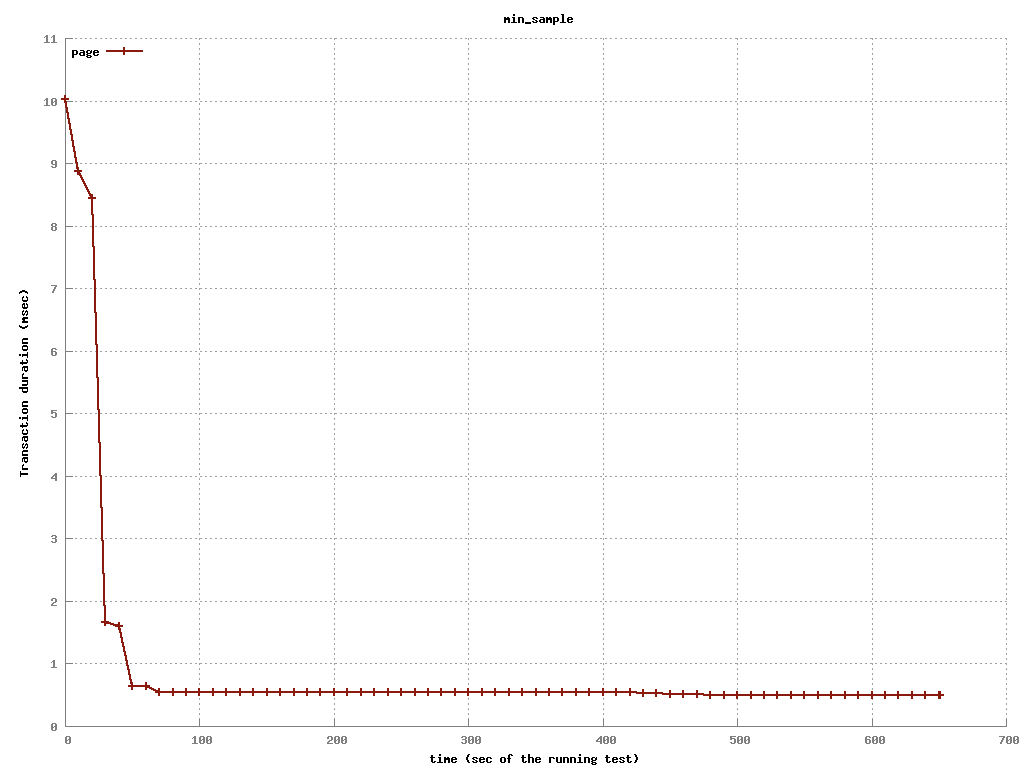 min_sample
page
11
10
9
8
7
6
5
4
3
2
1
0
Transaction duration (msec)
0 100 200 300 400 500 600 700
time (sec of the running test)